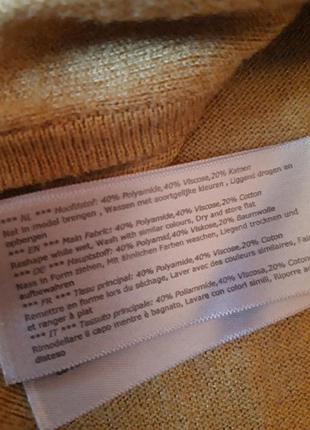 *** NL *** Hoofdstof: 40% Polyamide,40% Viscose,20% Katoen
Nat in model brengen , Wassen met soortgelijke kleuren , Liggend drogen en
opbergen
*** EN *** Main Fabric: 40% Polyamide,40% Viscose,20% Cotton
Reshape while wet, Wash with similar colours, Dry and store flat
*** DE *** Hauptstoff: 40% Polyamid,40% Viskose,20% Baumwolle
Nass in Form ziehen, Mit ähnlichen Farben waschen, Liegend trocknen und
aufbewahren
*** FR *** Tissu principal: 40% Polyamide,40% Viscose,20% Coton
Remettre en forme lors du séchage, Laver avec des couleurs similaires, Faire
et ranger à plat
*** IT *** Tessuto principale: 40% Poliammide,40% Viscosa,20% Cotone
Rimodellare il capo mentre è bagnato, Lavare con colori simili, Riporre
disteso